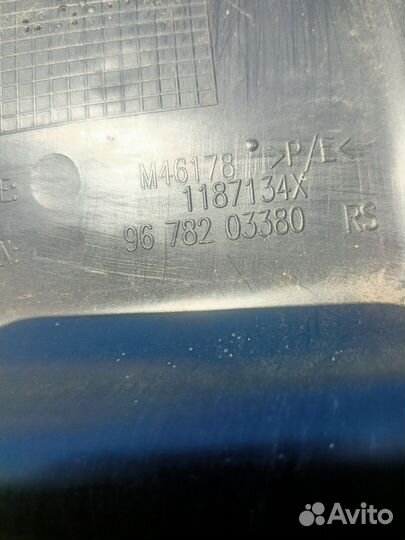 E:
M46178 >P/E<
1187134X
96 782 03380 RS
N:
Avito